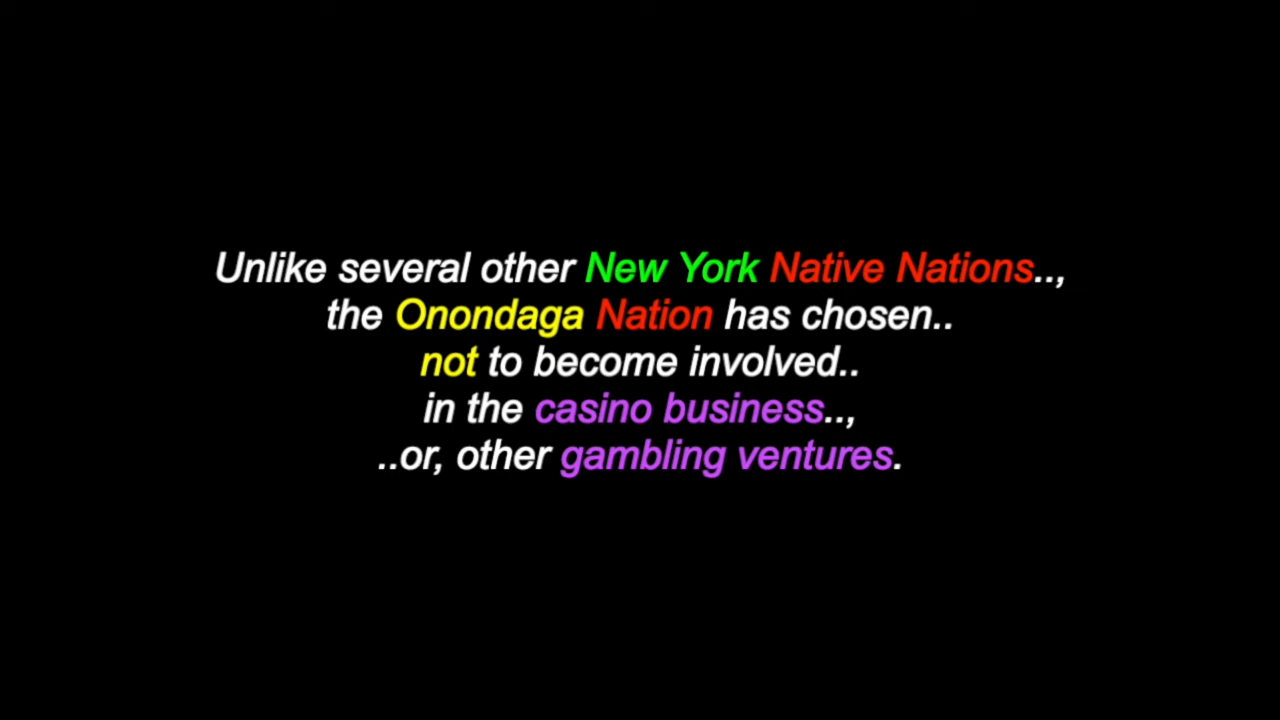 Unlike several other New York Native Nations..,
the Onondaga Nation has chosen..
not to become involved..
in the casino business..,
..or, other gambling ventures.